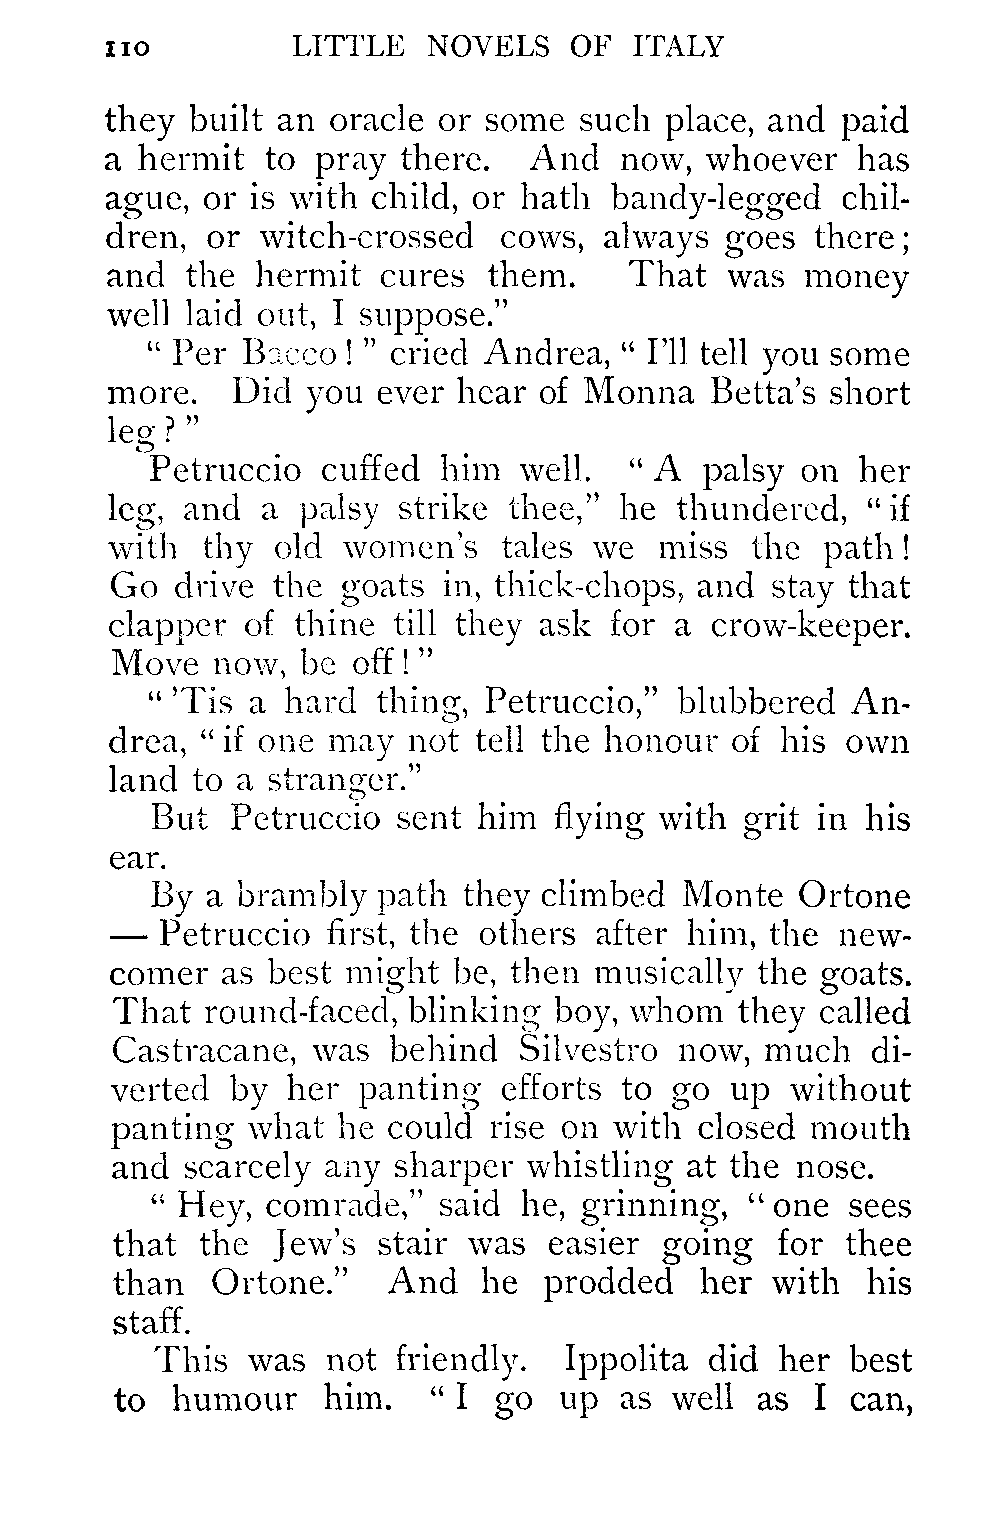 110 LITTLE NOVELS OF ITALY
they built an oracle or some such place, and paid
a hermit to pray there. And now, whoever has
ague, or is with child, or hath bandy-legged chil-
dren, or witch-crossed cows, always goes there;
and the hermit cures them. That was money
well laid out, I suppose.”
“ Per Bacco! ” cried Andrea, “ I’ll tell you some
more. Did you ever hear of Monna Betta’s short
leg? ”
Petruccio cuffed him well. “ A palsy on her
leg, and a palsy strike thee,” he thundered, “ if
with thy old women’s tales we miss the path!
Go drive the goats in, thick-chops, and stay that
clapper of thine till they ask for a crow-keeper.
Move now, be off! ”
“ ’Tis a hard thing, Petruccio,” blubbered An-
drea, “ if one may not tell the honour of his own
land to a stranger.”
But Petruccio sent him flying with grit in his
ear.
By a brambly path they climbed Monte Ortone
— Petruccio first, the others after him, the new-
comer as best might be, then musically the goats.
That round-faced, blinking boy, whom they called
Castracane, was behind Silvestro now, much di-
verted by her panting efforts to go up without
panting what he could rise on with closed mouth
and scarcely any sharper whistling at the nose.
“ Hey, comrade,” said he, grinning, “ one sees
that the Jew’s stair was easier going for thee
than Ortone.” And he prodded her with his
staff.
This was not friendly. Ippolita did her best
to humour him. “ I go up as well as I can,